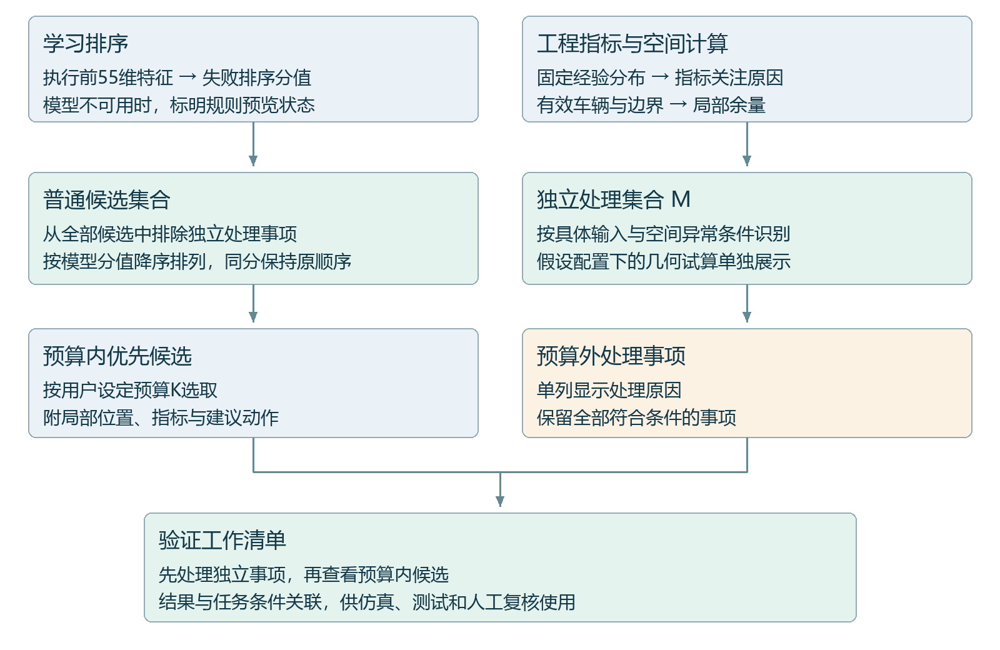 学习排序
执行前55维特征 → 失败排序分值
模型不可用时，标明规则预览状态
工程指标与空间计算
固定经验分布 → 指标关注原因
有效车辆与边界 → 局部余量
普通候选集合
从全部候选中排除独立处理事项
按模型分值降序排列，同分保持原顺序
独立处理集合 M
按具体输入与空间异常条件识别
假设配置下的几何试算单独展示
预算内优先候选
按用户设定预算K选取
附局部位置、指标与建议动作
预算外处理事项
单列显示处理原因
保留全部符合条件的事项
验证工作清单
先处理独立事项，再查看预算内候选
结果与任务条件关联，供仿真、测试和人工复核使用